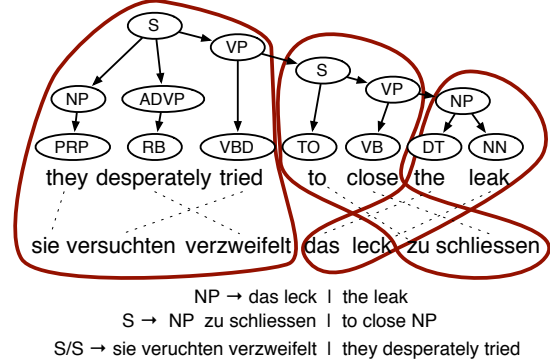 S
VP
S
VP
NP ADVP NP
PRP RB VBD TO VB DT NN
they desperately tried to close the leak
sie versuchten verzweifelt das leck zu schliessen
NP → das leck | the leak
S → NP zu schliessen | to close NP
S/S → sie veruchten verzweifelt | they desperately tried